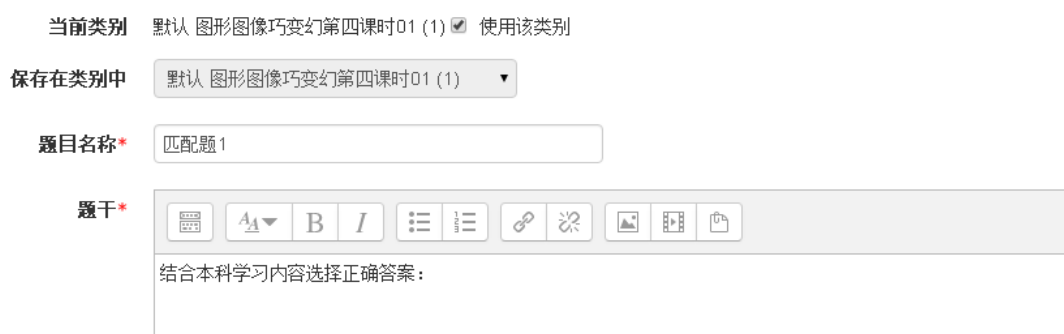 当前类别 默认 图形图像巧变幻第四课时01 (1) 使用该类别
保存在类别中 默认 图形图像巧变幻第四课时01 (1)
题目名称* 匹配题1
题干*
结合本科学习内容选择正确答案：